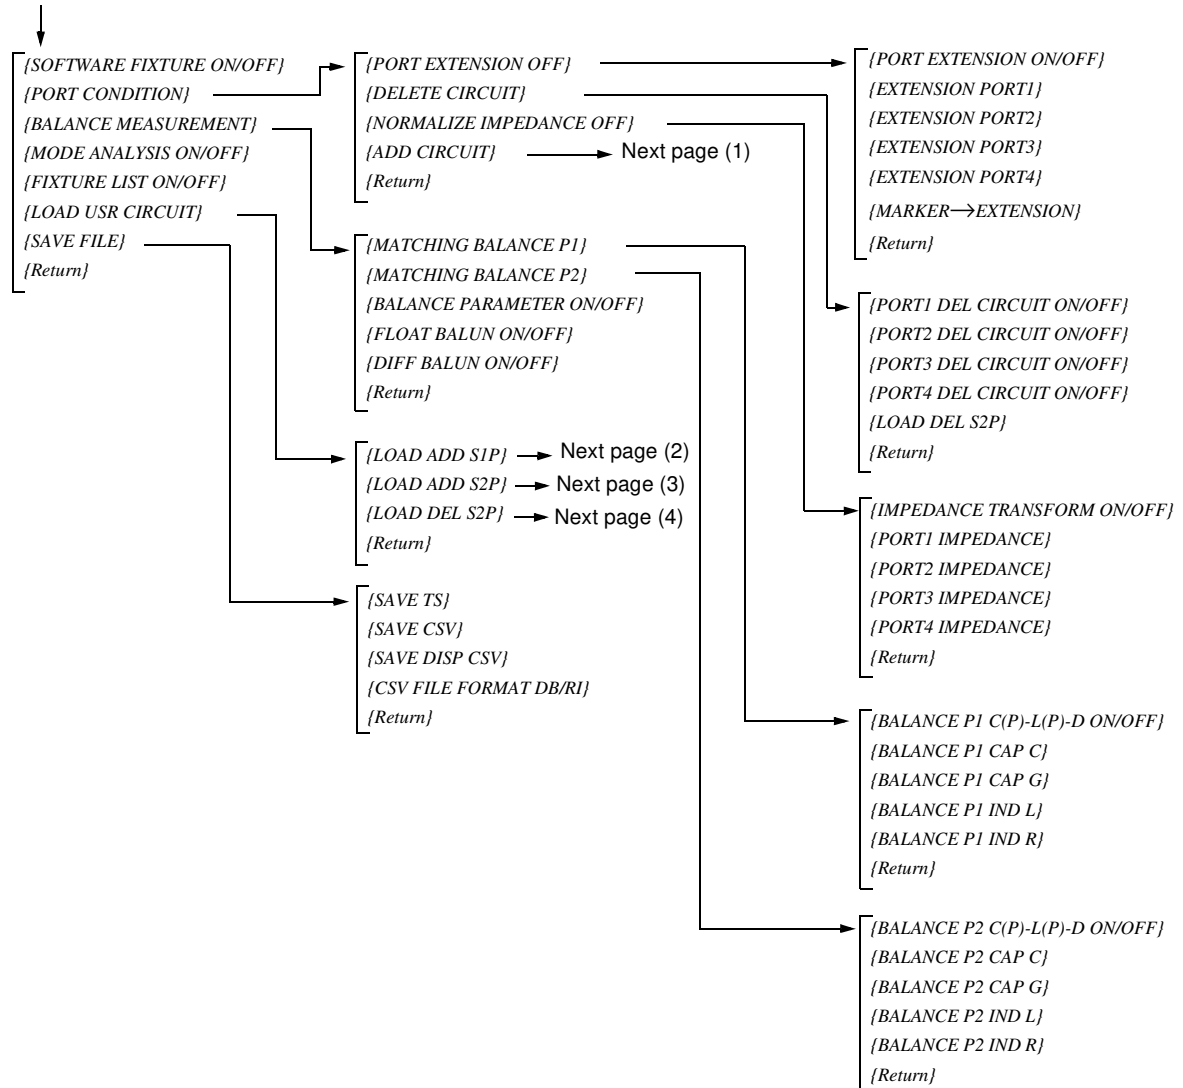 {SOFTWARE FIXTURE ON/OFF}
{PORT CONDITION}
{BALANCE MEASUREMENT}
{MODE ANALYSIS ON/OFF}
{FIXTURE LIST ON/OFF}
{LOAD USR CIRCUIT}
{SAVE FILE}
{Return}
{PORT EXTENSION OFF}
{DELETE CIRCUIT}
{NORMALIZE IMPEDANCE OFF}
{ADD CIRCUIT} Next page (1)
{Return}
{MATCHING BALANCE P1}
{MATCHING BALANCE P2}
{BALANCE PARAMETER ON/OFF}
{FLOAT BALUN ON/OFF}
{DIFF BALUN ON/OFF}
{Return}
{LOAD ADD S1P} Next page (2)
{LOAD ADD S2P} Next page (3)
{LOAD DEL S2P} Next page (4)
{Return}
{SAVE TS}
{SAVE CSV}
{SAVE DISP CSV}
{CSV FILE FORMAT DB/RI}
{Return}
{PORT EXTENSION ON/OFF}
{EXTENSION PORT1}
{EXTENSION PORT2}
{EXTENSION PORT3}
{EXTENSION PORT4}
{MARKER→EXTENSION}
{Return}
{PORT1 DEL CIRCUIT ON/OFF}
{PORT2 DEL CIRCUIT ON/OFF}
{PORT3 DEL CIRCUIT ON/OFF}
{PORT4 DEL CIRCUIT ON/OFF}
{LOAD DEL S2P}
{Return}
{IMPEDANCE TRANSFORM ON/OFF}
{PORT1 IMPEDANCE}
{PORT2 IMPEDANCE}
{PORT3 IMPEDANCE}
{PORT4 IMPEDANCE}
{Return}
{BALANCE P1 C(P)-L(P)-D ON/OFF}
{BALANCE P1 CAP C}
{BALANCE P1 CAP G}
{BALANCE P1 IND L}
{BALANCE P1 IND R}
{Return}
{BALANCE P2 C(P)-L(P)-D ON/OFF}
{BALANCE P2 CAP C}
{BALANCE P2 CAP G}
{BALANCE P2 IND L}
{BALANCE P2 IND R}
{Return}